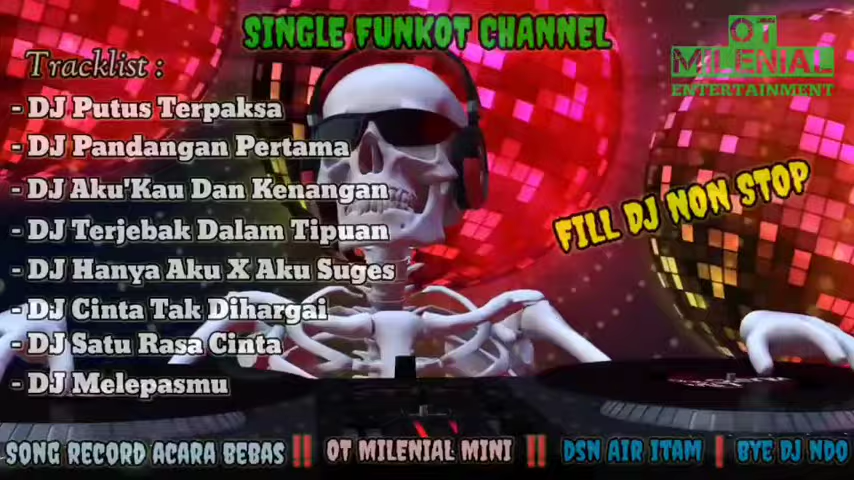 SINGLE FUNKOT CHANNEL
OT
MILENIAL
ENTERTAINMENT
Tracklist :
- DJ Putus Terpaksa
- DJ Pandangan Pertama
- DJ Aku'Kau Dan Kenangan
- DJ Terjebak Dalam Tipuan
- DJ Hanya Aku X Aku Suges
- DJ Cinta Tak Dihargai
- DJ Satu Rasa Cinta
- DJ Melepasmu
FILL DJ NON STOP
SONG RECORD ACARA BEBAS‼️ OT MILENIAL MINI ‼️ DSN AIR ITAM❗BYE DJ NDO